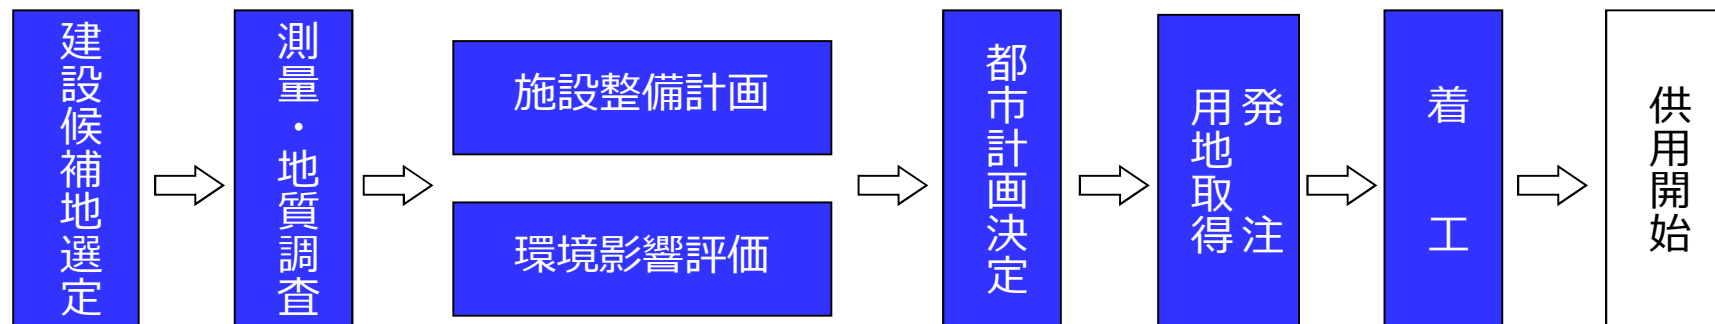 建設候補地選定
測量・地質調査
施設整備計画
環境影響評価
都市計画決定
発注
用地取得
着工
供用開始